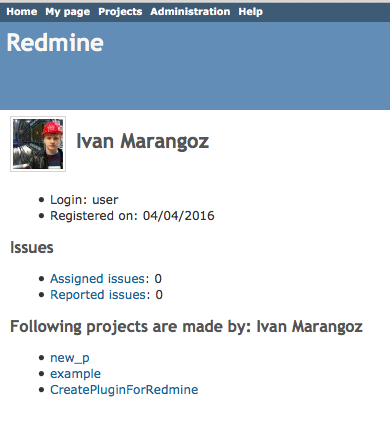 Home My page Projects Administration Help
Redmine
Ivan Marangoz
Login: user
Registered on: 04/04/2016
Issues
Assigned issues: 0
Reported issues: 0
Following projects are made by: Ivan Marangoz
new_p
example
CreatePluginForRedmine